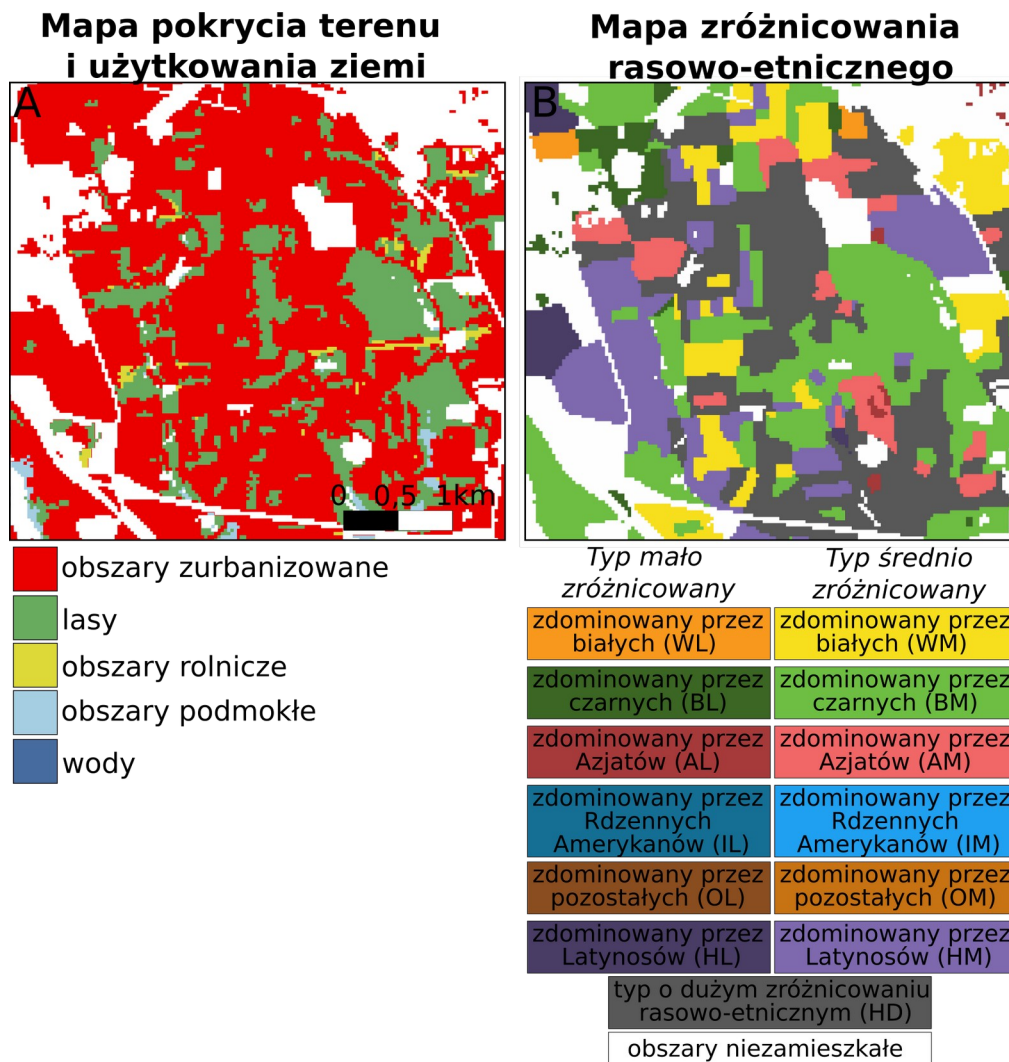 Mapa pokrycia terenu
i użytkowania ziemi
A
0 0,5 1km
obszary zurbanizowane
lasy
obszary rolnicze
obszary podmokłe
wody
Mapa zróżnicowania
rasowo-etnicznego
B
Typ mało
zróżnicowany
Typ średnio
zróżnicowany
zdominowany przez
białych (WL)
zdominowany przez
białych (WM)
zdominowany przez
czarnych (BL)
zdominowany przez
czarnych (BM)
zdominowany przez
Azjatów (AL)
zdominowany przez
Azjatów (AM)
zdominowany przez
Rdzennych
Amerykanów (IL)
zdominowany przez
Rdzennych
Amerykanów (IM)
zdominowany przez
pozostałych (OL)
zdominowany przez
pozostałych (OM)
zdominowany przez
Latynosów (HL)
zdominowany przez
Latynosów (HM)
typ o dużym zróżnicowaniu
rasowo-etnicznym (HD)
obszary niezamieszkałe